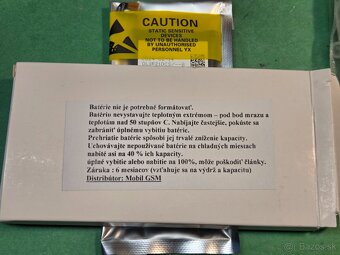 CAUTION
STATIC SENSITIVE
DEVICES
NOT TO BE HANDLED
BY UNAUTHORISED
PERSONNEL YX
Batérie nie je potrebné formátovať.
Batériu nevystavujte teplotným extrémom – pod bod mrazu a
teplotám nad 50 stupňov C. Nabíjajte častejšie, pokúste sa
zabrániť úplnému vybitiu batérie.
Prehriatie batérie spôsobí jej trvalé zníženie kapacity.
Uchovávajte nepoužívané batérie na chladných miestach
nabité asi na 40 % ich kapacity.
úplné vybitie alebo nabitie na 100%, môže poškodiť články.
Záruka : 6 mesiacov (vzťahuje sa na výdrž a kapacitu)
Distribútor: Mobil GSM
bazos.sk